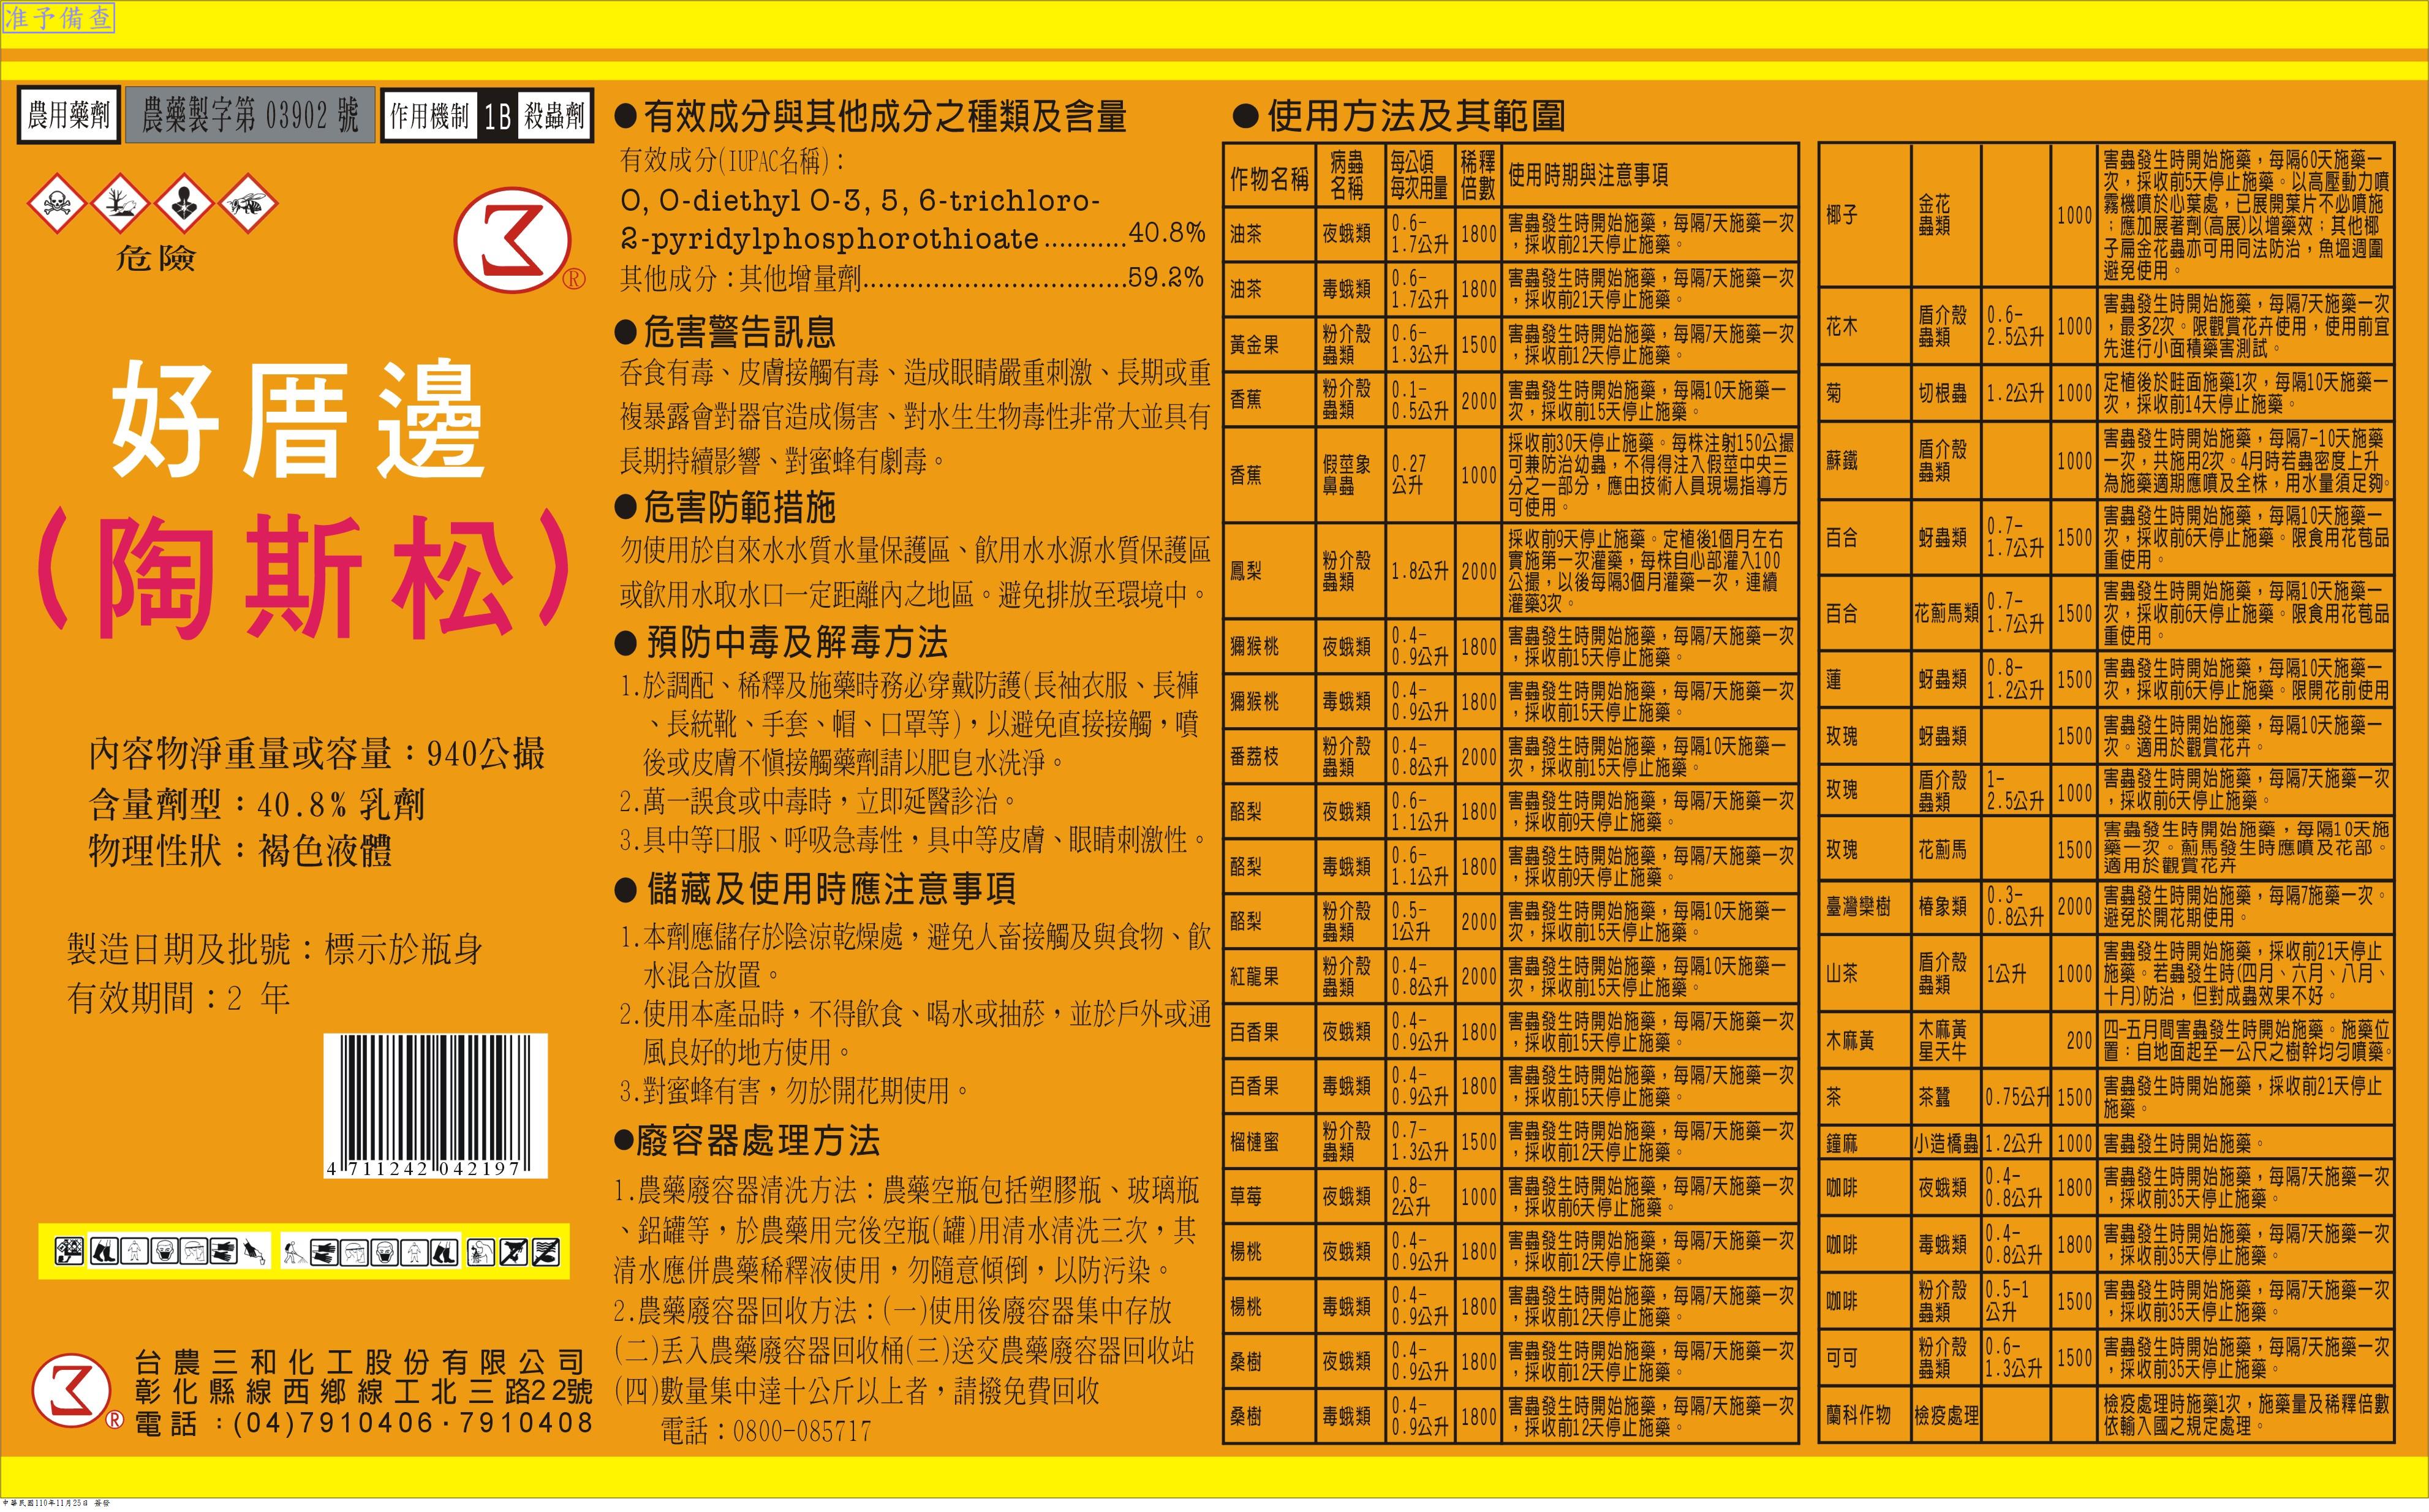 准予備查
農用藥劑
農藥製字第 03902 號
作用機制 1B 殺蟲劑
危險
®
好厝邊
(陶斯松)
內容物淨重量或容量：940公撮
含量劑型：40.8% 乳劑
物理性狀：褐色液體
製造日期及批號：標示於瓶身
有效期間：2 年
4 711242 042197
台農三和化工股份有限公司
彰化縣線西鄉線工北三路22號
® 電話：(04)7910406·7910408
● 有效成分與其他成分之種類及含量
有效成分(IUPAC名稱)：
O, O-diethyl O-3, 5, 6-trichloro-
2-pyridylphosphorothioate...........40.8%
其他成分：其他增量劑..................................59.2%
● 危害警告訊息
吞食有毒、皮膚接觸有毒、造成眼睛嚴重刺激、長期或重
複暴露會對器官造成傷害、對水生生物毒性非常大並具有
長期持續影響、對蜜蜂有劇毒。
● 危害防範措施
勿使用於自來水水質水量保護區、飲用水水源水質保護區
或飲用水取水口一定距離內之地區。避免排放至環境中。
● 預防中毒及解毒方法
1.於調配、稀釋及施藥時務必穿戴防護(長袖衣服、長褲
、長統靴、手套、帽、口罩等)，以避免直接接觸，噴
後或皮膚不慎接觸藥劑請以肥皂水洗淨。
2.萬一誤食或中毒時，立即延醫診治。
3.具中等口服、呼吸急毒性，具中等皮膚、眼睛刺激性。
● 儲藏及使用時應注意事項
1.本劑應儲存於陰涼乾燥處，避免人畜接觸及與食物、飲
水混合放置。
2.使用本產品時，不得飲食、喝水或抽菸，並於戶外或通
風良好的地方使用。
3.對蜜蜂有害，勿於開花期使用。
●廢容器處理方法
1.農藥廢容器清洗方法：農藥空瓶包括塑膠瓶、玻璃瓶
、鋁罐等，於農藥用完後空瓶(罐)用清水清洗三次，其
清水應併農藥稀釋液使用，勿隨意傾倒，以防污染。
2.農藥廢容器回收方法：(一)使用後廢容器集中存放
(二)丟入農藥廢容器回收桶(三)送交農藥廢容器回收站
(四)數量集中達十公斤以上者，請撥免費回收
電話：0800-085717
● 使用方法及其範圍
作物名稱 病蟲名稱 每公頃每次用量 稀釋倍數 使用時期與注意事項
油茶 夜蛾類 0.6-1.7公升 1800 害蟲發生時開始施藥，每隔7天施藥一次，採收前21天停止施藥。
油茶 毒蛾類 0.6-1.7公升 1800 害蟲發生時開始施藥，每隔7天施藥一次，採收前21天停止施藥。
黃金果 粉介殼蟲類 0.6-1.3公升 1500 害蟲發生時開始施藥，每隔7天施藥一次，採收前12天停止施藥。
香蕉 粉介殼蟲類 0.1-0.5公升 2000 害蟲發生時開始施藥，每隔10天施藥一次，採收前15天停止施藥。
香蕉 假莖象鼻蟲 0.27公升 1000 採收前30天停止施藥。每株注射150公撮可兼防治幼蟲，不得得注入假莖中央三分之一部分，應由技術人員現場指導方可使用。
鳳梨 粉介殼蟲類 1.8公升 2000 採收前9天停止施藥。定植後1個月左右實施第一次灌藥，每株自心部灌入100公撮，以後每隔3個月灌藥一次，連續灌藥3次。
獼猴桃 夜蛾類 0.4-0.9公升 1800 害蟲發生時開始施藥，每隔7天施藥一次，採收前15天停止施藥。
獼猴桃 毒蛾類 0.4-0.9公升 1800 害蟲發生時開始施藥，每隔7天施藥一次，採收前15天停止施藥。
番荔枝 粉介殼蟲類 0.4-0.8公升 2000 害蟲發生時開始施藥，每隔10天施藥一次，採收前15天停止施藥。
酪梨 夜蛾類 0.6-1.1公升 1800 害蟲發生時開始施藥，每隔7天施藥一次，採收前9天停止施藥。
酪梨 毒蛾類 0.6-1.1公升 1800 害蟲發生時開始施藥，每隔7天施藥一次，採收前9天停止施藥。
酪梨 粉介殼蟲類 0.5-1公升 2000 害蟲發生時開始施藥，每隔10天施藥一次，採收前15天停止施藥。
紅龍果 粉介殼蟲類 0.4-0.8公升 2000 害蟲發生時開始施藥，每隔10天施藥一次，採收前15天停止施藥。
百香果 夜蛾類 0.4-0.9公升 1800 害蟲發生時開始施藥，每隔7天施藥一次，採收前15天停止施藥。
百香果 毒蛾類 0.4-0.9公升 1800 害蟲發生時開始施藥，每隔7天施藥一次，採收前15天停止施藥。
榴槤蜜 粉介殼蟲類 0.7-1.3公升 1500 害蟲發生時開始施藥，每隔7天施藥一次，採收前12天停止施藥。
草莓 夜蛾類 0.8-2公升 1000 害蟲發生時開始施藥，每隔7天施藥一次，採收前6天停止施藥。
楊桃 夜蛾類 0.4-0.9公升 1800 害蟲發生時開始施藥，每隔7天施藥一次，採收前12天停止施藥。
楊桃 毒蛾類 0.4-0.9公升 1800 害蟲發生時開始施藥，每隔7天施藥一次，採收前12天停止施藥。
桑樹 夜蛾類 0.4-0.9公升 1800 害蟲發生時開始施藥，每隔7天施藥一次，採收前12天停止施藥。
桑樹 毒蛾類 0.4-0.9公升 1800 害蟲發生時開始施藥，每隔7天施藥一次，採收前12天停止施藥。
椰子 金花蟲類 1000 害蟲發生時開始施藥，每隔60天施藥一次，採收前5天停止施藥。以高壓動力噴霧機噴於心葉處，已展開葉片不必噴施；應加展著劑(高展)以增藥效；其他椰子扁金花蟲亦可用同法防治，魚塭週圍避免使用。
花木 盾介殼蟲類 0.6-2.5公升 1000 害蟲發生時開始施藥，每隔7天施藥一次，最多2次。限觀賞花卉使用，使用前宜先進行小面積藥害測試。
菊 切根蟲 1.2公升 1000 定植後於畦面施藥1次，每隔10天施藥一次，採收前14天停止施藥。
蘇鐵 盾介殼蟲類 1000 害蟲發生時開始施藥，每隔7-10天施藥一次，共施用2次。4月時若蟲密度上升為施藥適期應噴及全株，用水量須足夠。
百合 蚜蟲類 0.7-1.7公升 1500 害蟲發生時開始施藥，每隔10天施藥一次，採收前6天停止施藥。限食用花苞品重使用。
百合 花薊馬類 0.7-1.7公升 1500 害蟲發生時開始施藥，每隔10天施藥一次，採收前6天停止施藥。限食用花苞品重使用。
蓮 蚜蟲類 0.8-1.2公升 1500 害蟲發生時開始施藥，每隔10天施藥一次，採收前6天停止施藥。限開花前使用
玫瑰 蚜蟲類 1500 害蟲發生時開始施藥，每隔10天施藥一次。適用於觀賞花卉。
玫瑰 盾介殼蟲類 1-2.5公升 1000 害蟲發生時開始施藥，每隔7天施藥一次，採收前6天停止施藥。
玫瑰 花薊馬 1500 害蟲發生時開始施藥，每隔10天施藥一次。薊馬發生時應噴及花部。適用於觀賞花卉
臺灣欒樹 椿象類 0.3-0.8公升 2000 害蟲發生時開始施藥，每隔7施藥一次。避免於開花期使用。
山茶 盾介殼蟲類 1公升 1000 害蟲發生時開始施藥，採收前21天停止施藥。若蟲發生時(四月、六月、八月、十月)防治，但對成蟲效果不好。
木麻黃 木麻黃星天牛 200 四-五月間害蟲發生時開始施藥。施藥位置：自地面起至一公尺之樹幹均勻噴藥。
茶 茶蠶 0.75公升 1500 害蟲發生時開始施藥，採收前21天停止施藥。
鐘麻 小造橋蟲 1.2公升 1000 害蟲發生時開始施藥。
咖啡 夜蛾類 0.4-0.8公升 1800 害蟲發生時開始施藥，每隔7天施藥一次，採收前35天停止施藥。
咖啡 毒蛾類 0.4-0.8公升 1800 害蟲發生時開始施藥，每隔7天施藥一次，採收前35天停止施藥。
咖啡 粉介殼蟲類 0.5-1公升 1500 害蟲發生時開始施藥，每隔7天施藥一次，採收前35天停止施藥。
可可 粉介殼蟲類 0.6-1.3公升 1500 害蟲發生時開始施藥，每隔7天施藥一次，採收前35天停止施藥。
蘭科作物 檢疫處理 檢疫處理時施藥1次，施藥量及稀釋倍數依輸入國之規定處理。
中華民國110年11月25日 簽發